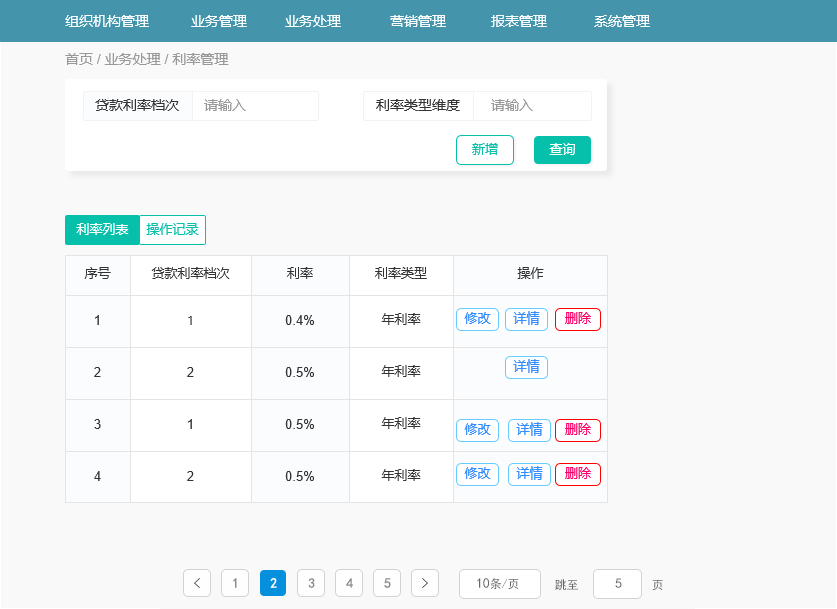 组织机构管理 业务管理 业务处理 营销管理 报表管理 系统管理
首页 / 业务处理 / 利率管理
贷款利率档次 请输入 利率类型维度 请输入
新增 查询
利率列表 操作记录
序号 贷款利率档次 利率 利率类型 操作
1 1 0.4% 年利率 修改 详情 删除
2 2 0.5% 年利率 详情
3 1 0.5% 年利率 修改 详情 删除
4 2 0.5% 年利率 修改 详情 删除
< 1 2 3 4 5 > 10条/页 跳至 5 页